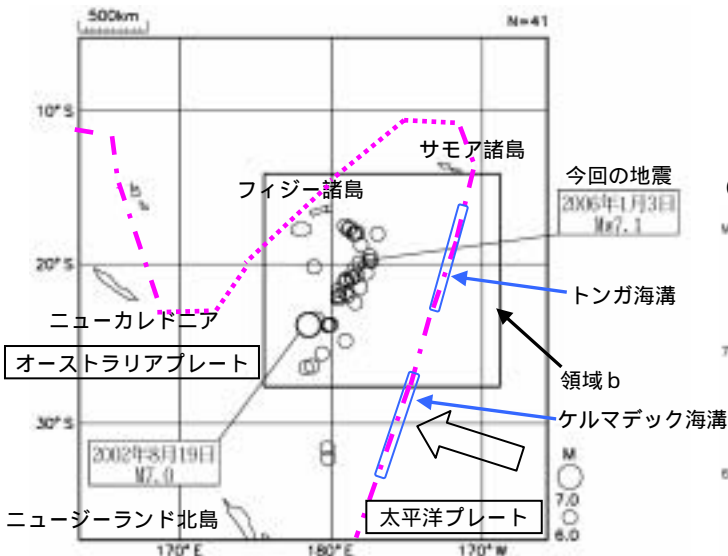 500km
N=41
10°S
サモア諸島
フィジー諸島
今回の地震
2006年1月3日
Mw7.1
20°S
トンガ海溝
ニューカレドニア
オーストラリアプレート
領域b
ケルマデック海溝
30°S
2002年8月19日
M7.0
M
7.0
6.0
ニュージーランド北島
太平洋プレート
170°E
180°E
170°W
M
7
6